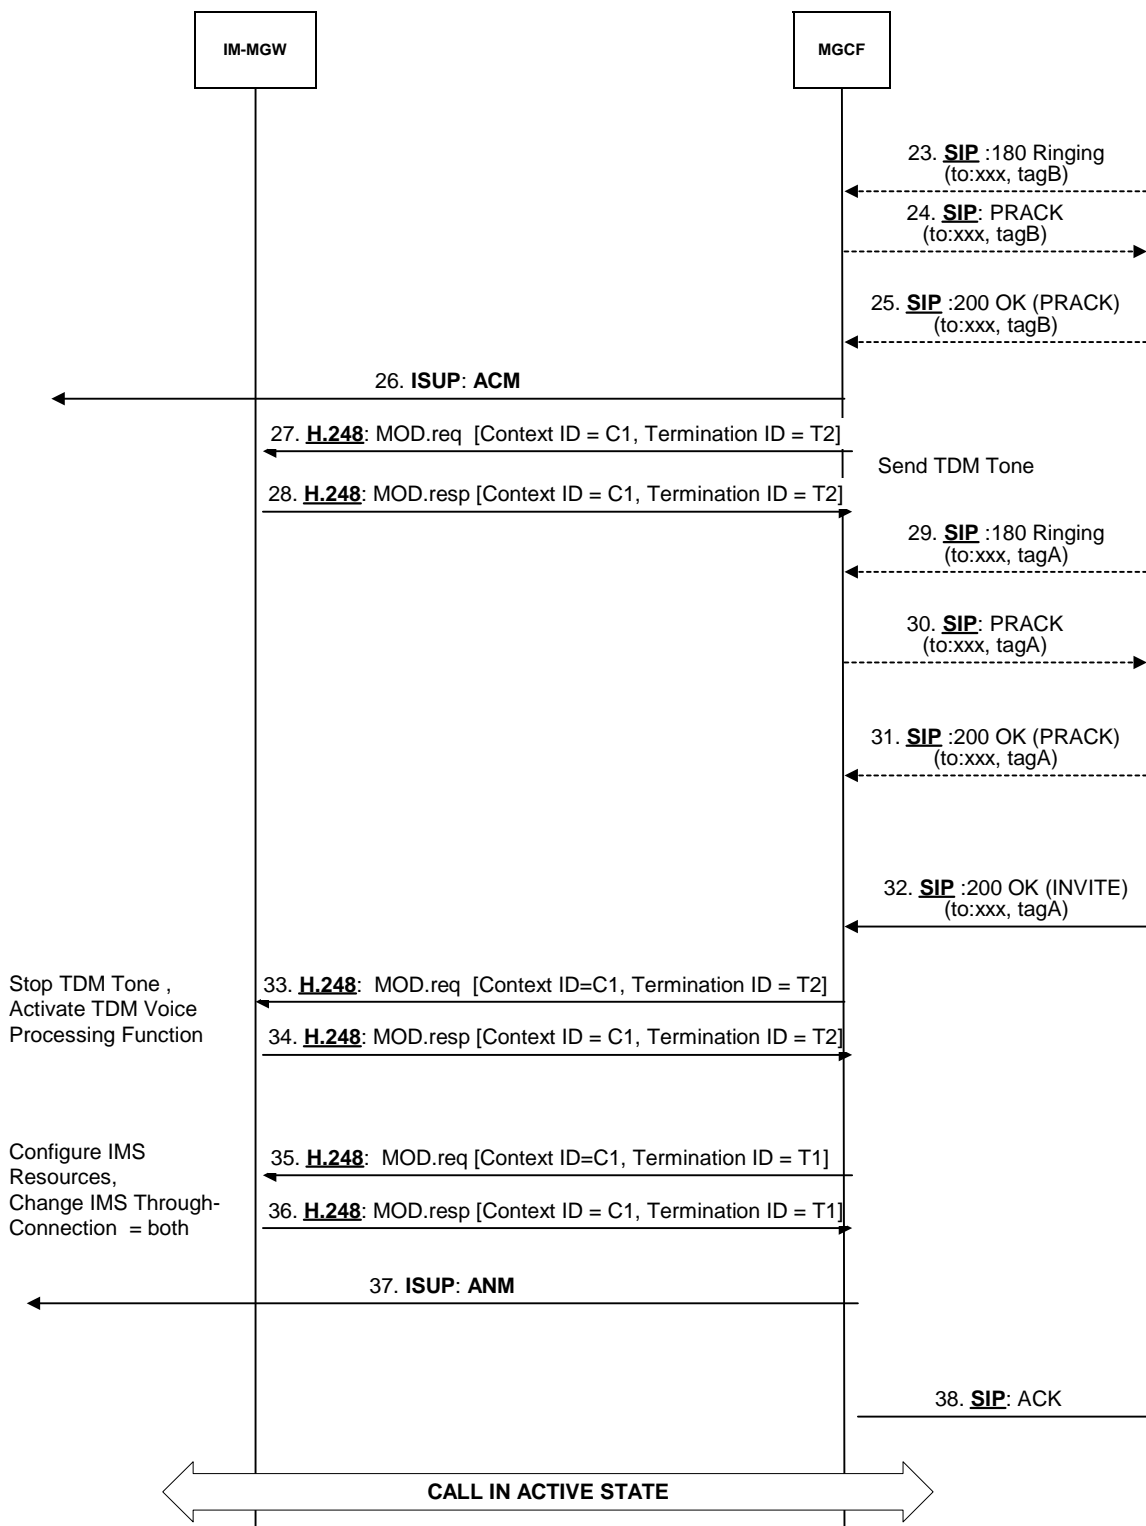 IM-MGW
MGCF
23. SIP :180 Ringing
(to:xxx, tagB)
24. SIP: PRACK
(to:xxx, tagB)
25. SIP :200 OK (PRACK)
(to:xxx, tagB)
26. ISUP: ACM
27. H.248: MOD.req [Context ID = C1, Termination ID = T2]
Send TDM Tone
28. H.248: MOD.resp [Context ID = C1, Termination ID = T2]
29. SIP :180 Ringing
(to:xxx, tagA)
30. SIP: PRACK
(to:xxx, tagA)
31. SIP :200 OK (PRACK)
(to:xxx, tagA)
32. SIP :200 OK (INVITE)
(to:xxx, tagA)
Stop TDM Tone ,
Activate TDM Voice
Processing Function
33. H.248: MOD.req [Context ID=C1, Termination ID = T2]
34. H.248: MOD.resp [Context ID = C1, Termination ID = T2]
Configure IMS
Resources,
Change IMS Through-
Connection = both
35. H.248: MOD.req [Context ID=C1, Termination ID = T1]
36. H.248: MOD.resp [Context ID = C1, Termination ID = T1]
37. ISUP: ANM
38. SIP: ACK
CALL IN ACTIVE STATE